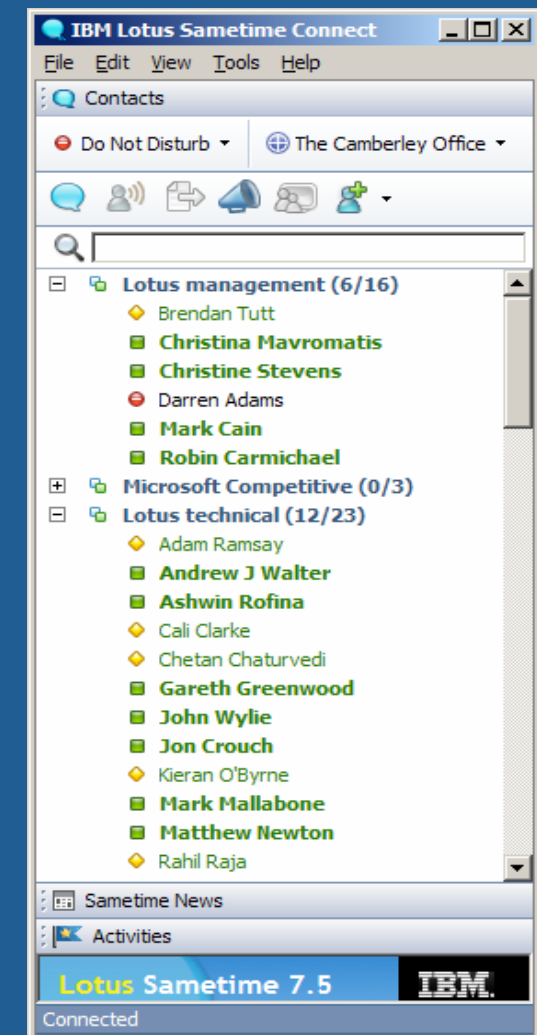 IBM Lotus Sametime Connect
File Edit View Tools Help
Contacts
Do Not Disturb The Camberley Office
Lotus management (6/16)
Brendan Tutt
Christina Mavromatis
Christine Stevens
Darren Adams
Mark Cain
Robin Carmichael
Microsoft Competitive (0/3)
Lotus technical (12/23)
Adam Ramsay
Andrew J Walter
Ashwin Rofina
Cali Clarke
Chetan Chaturvedi
Gareth Greenwood
John Wylie
Jon Crouch
Kieran O'Byrne
Mark Mallabone
Matthew Newton
Rahil Raja
Sametime News
Activities
Lotus Sametime 7.5 IBM.
Connected